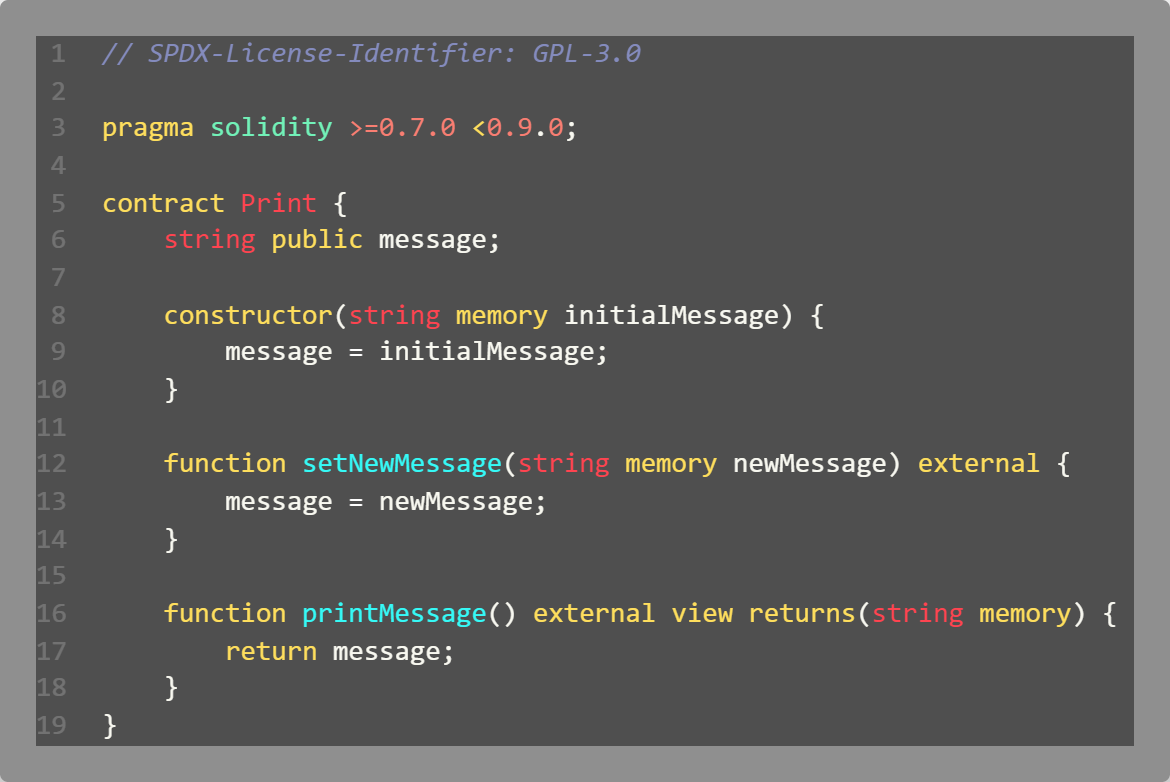 1 // SPDX-License-Identifier: GPL-3.0
2
3 pragma solidity >=0.7.0 <0.9.0;
4
5 contract Print {
6     string public message;
7
8     constructor(string memory initialMessage) {
9         message = initialMessage;
10     }
11
12     function setNewMessage(string memory newMessage) external {
13         message = newMessage;
14     }
15
16     function printMessage() external view returns(string memory) {
17         return message;
18     }
19 }